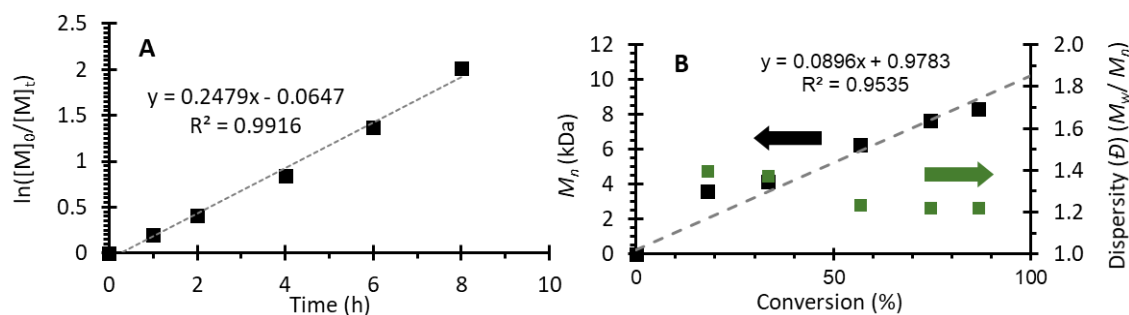 A
ln([M]0/[M]t)
2.5
2
1.5
1
0.5
0
y = 0.2479x - 0.0647
R² = 0.9916
0 2 4 6 8 10
Time (h)
B
Mn (kDa)
12
10
8
6
4
2
0
y = 0.0896x + 0.9783
R² = 0.9535
2.0
1.8
1.6
1.4
1.2
1.0
Dispersity (Đ) (Mw/ Mn)
0 50 100
Conversion (%)